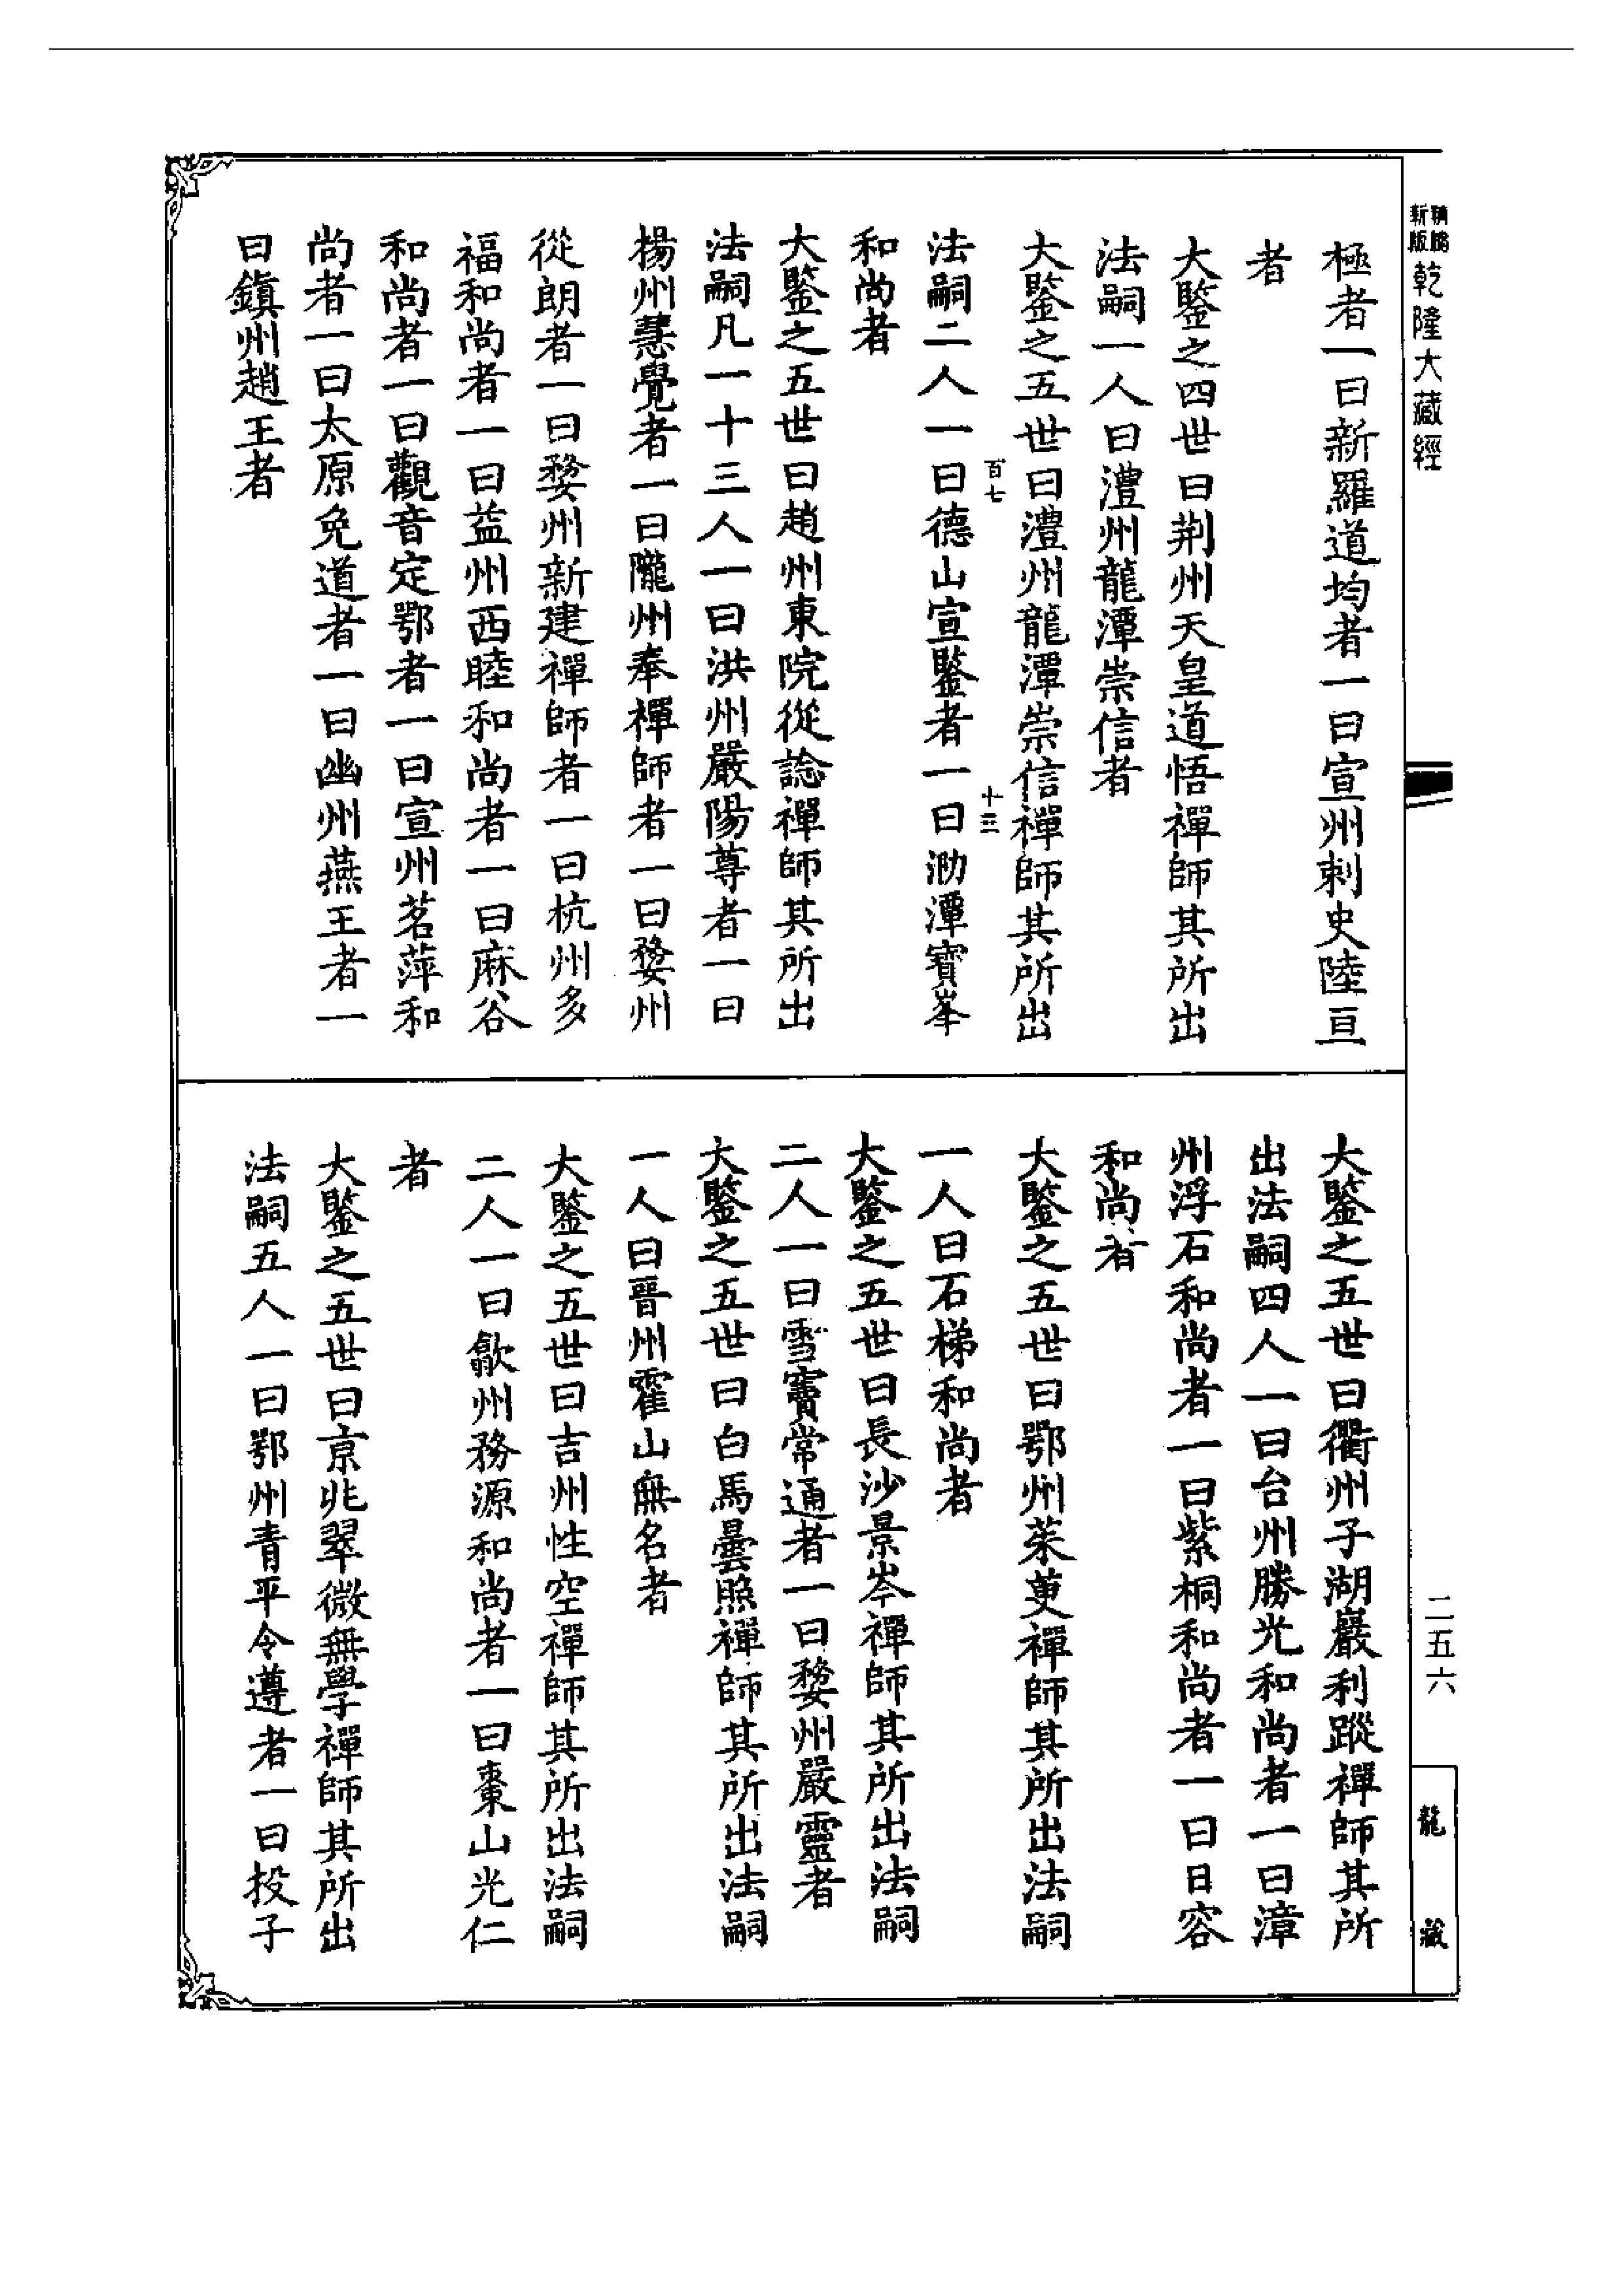 新版 乾隆大藏經
極者一曰新羅道均者一曰宣州刺史陸亘
者
大鑒之四世曰荆州天皇道悟禪師其所出
法嗣一人曰澧州龍潭崇信者
大鑒之五世曰澧州龍潭崇信禪師其所出
百七 十三
法嗣二人一曰德山宣鑒者一曰泐潭寶峯
和尚者
大鑒之五世曰趙州東院從諗禪師其所出
法嗣凡一十三人一曰洪州嚴陽尊者一曰
揚州慧覺者一曰隴州奉禪師者一曰婺州
從朗者一曰婺州新建禪師者一曰杭州多
福和尚者一曰益州西睦和尚者一曰麻谷
和尚者一曰觀音定鄂者一曰宣州茗萍和
尚者一曰太原免道者一曰幽州燕王者一
曰鎮州趙王者
大鑒之五世曰衢州子湖巖利蹤禪師其所
出法嗣四人一曰台州勝光和尚者一曰漳
州浮石和尚者一曰紫桐和尚者一曰日容
和尚者
大鑒之五世曰鄂州茱萸禪師其所出法嗣
一人曰石梯和尚者
大鑒之五世曰長沙景岑禪師其所出法嗣
二人一曰雪竇常通者一曰婺州嚴靈者
大鑒之五世曰白馬曇照禪師其所出法嗣
一人曰晉州霍山無名者
大鑒之五世曰吉州性空禪師其所出法嗣
二人一曰歙州務源和尚者一曰棗山光仁
者
大鑒之五世曰京兆翠微無學禪師其所出
法嗣五人一曰鄂州青平令遵者一曰投子
二五六
龍藏